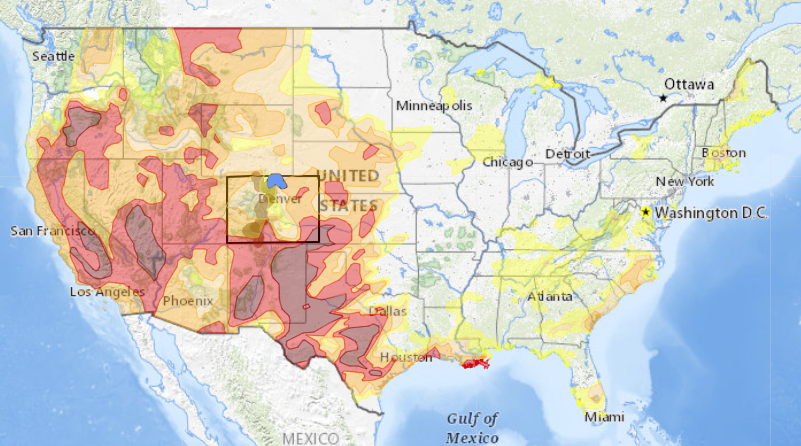 Seattle
Ottawa
Minneapolis
Chicago
Detroit
Boston
UNITED
STATES
Denver
New York
Washington D.C.
San Francisco
Los Angeles
Phoenix
Atlanta
Dallas
Houston
Miami
Gulf of
Mexico
MEXICO